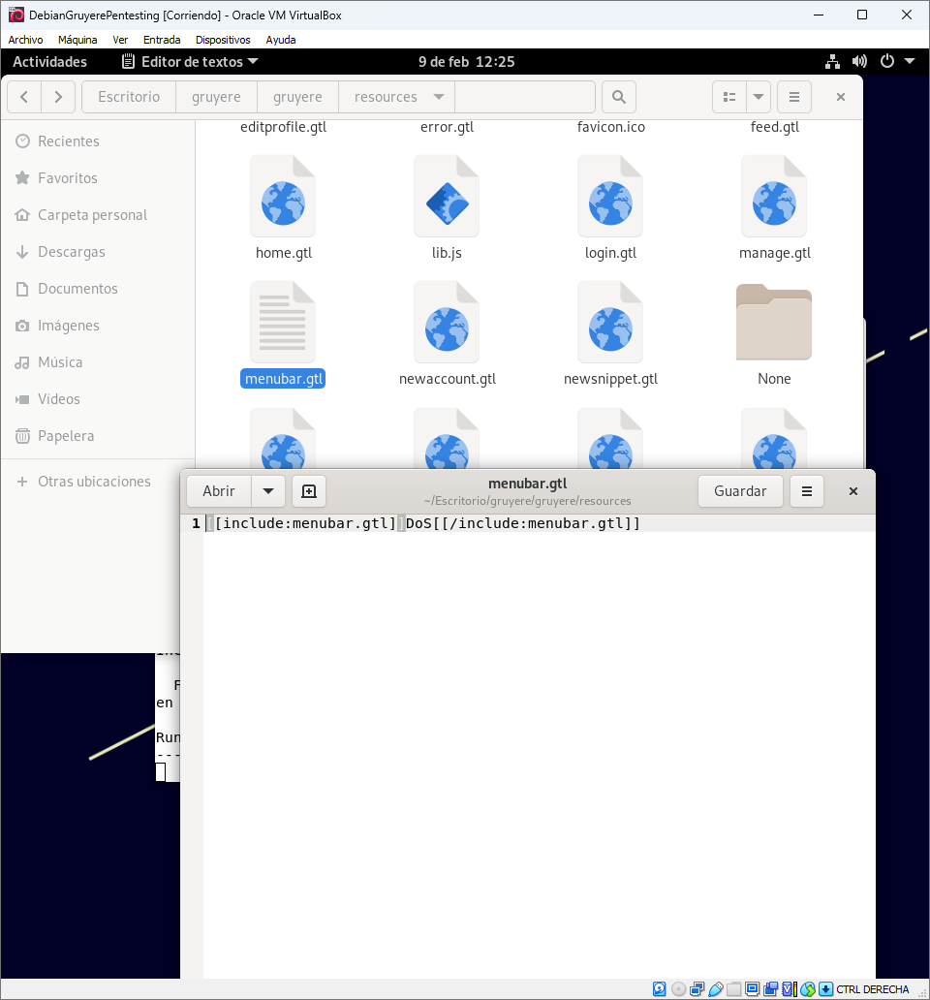 DebianGruyerePentesting [Corriendo] - Oracle VM VirtualBox
Archivo Máquina Ver Entrada Dispositivos Ayuda
Actividades Editor de textos 9 de feb 12:25
Escritorio gruyere gruyere resources
Recientes
Favoritos
Carpeta personal
Descargas
Documentos
Imágenes
Música
Vídeos
Papelera
Otras ubicaciones
editprofile.gtl error.gtl favicon.ico feed.gtl
home.gtl lib.js login.gtl manage.gtl
menubar.gtl newaccount.gtl newsnippet.gtl None
Abrir menubar.gtl Guardar
~/Escritorio/gruyere/gruyere/resources
1 [[include:menubar.gtl]]DoS[[/include:menubar.gtl]]
F
en
Run
---
CTRL DERECHA